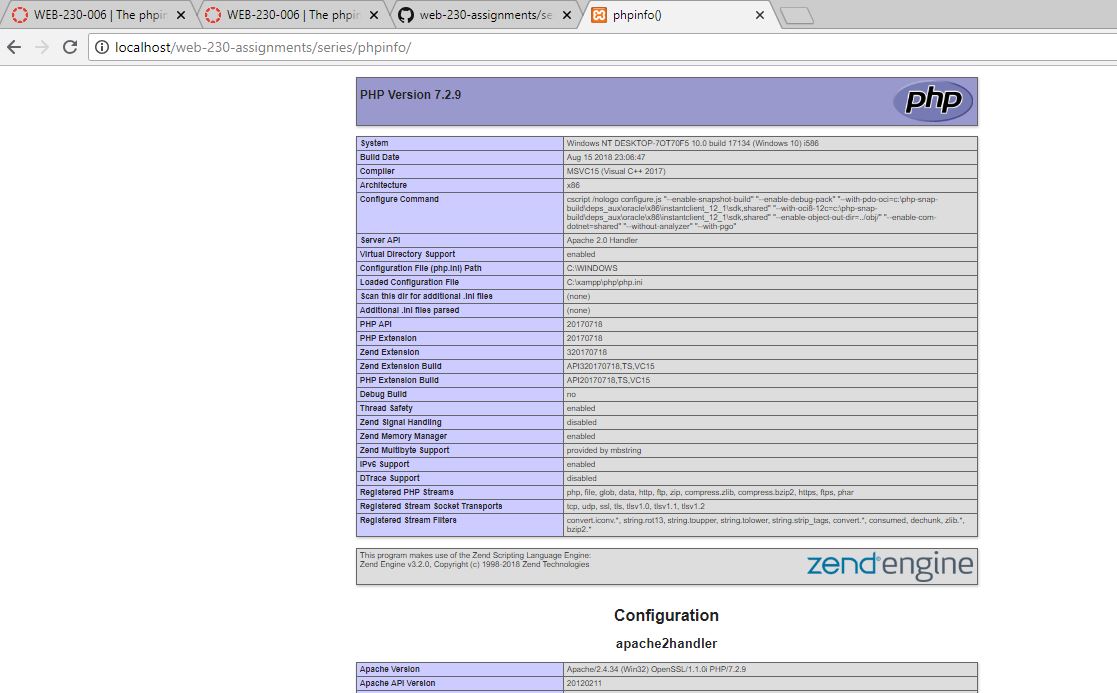 WEB-230-006 | The phpir
WEB-230-006 | The phpir
web-230-assignments/se
phpinfo()
localhost/web-230-assignments/series/phpinfo/
PHP Version 7.2.9
php
System Windows NT DESKTOP-7OT70F5 10.0 build 17134 (Windows 10) i586
Build Date Aug 15 2018 23:06:47
Compiler MSVC15 (Visual C++ 2017)
Architecture x86
Configure Command cscript /nologo configure.js "--enable-snapshot-build" "--enable-debug-pack" "--with-pdo-oci=c:\php-snap-
build\deps_aux\oracle\x86\instantclient_12_1\sdk,shared" "--with-oci8-12c=c:\php-snap-
build\deps_aux\oracle\x86\instantclient_12_1\sdk,shared" "--enable-object-out-dir=../obj/" "--enable-com-
dotnet=shared" "--without-analyzer" "--with-pgo"
Server API Apache 2.0 Handler
Virtual Directory Support enabled
Configuration File (php.ini) Path C:\WINDOWS
Loaded Configuration File C:\xampp\php\php.ini
Scan this dir for additional .ini files (none)
Additional .ini files parsed (none)
PHP API 20170718
PHP Extension 20170718
Zend Extension 320170718
Zend Extension Build API320170718,TS,VC15
PHP Extension Build API20170718,TS,VC15
Debug Build no
Thread Safety enabled
Zend Signal Handling disabled
Zend Memory Manager enabled
Zend Multibyte Support provided by mbstring
IPv6 Support enabled
DTrace Support disabled
Registered PHP Streams php, file, glob, data, http, ftp, zip, compress.zlib, compress.bzip2, https, ftps, phar
Registered Stream Socket Transports tcp, udp, ssl, tls, tlsv1.0, tlsv1.1, tlsv1.2
Registered Stream Filters convert.iconv.*, string.rot13, string.toupper, string.tolower, string.strip_tags, convert.*, consumed, dechunk, zlib.*,
bzip2.*
This program makes use of the Zend Scripting Language Engine:
Zend Engine v3.2.0, Copyright (c) 1998-2018 Zend Technologies
zend engine
Configuration
apache2handler
Apache Version Apache/2.4.34 (Win32) OpenSSL/1.1.0i PHP/7.2.9
Apache API Version 20120211